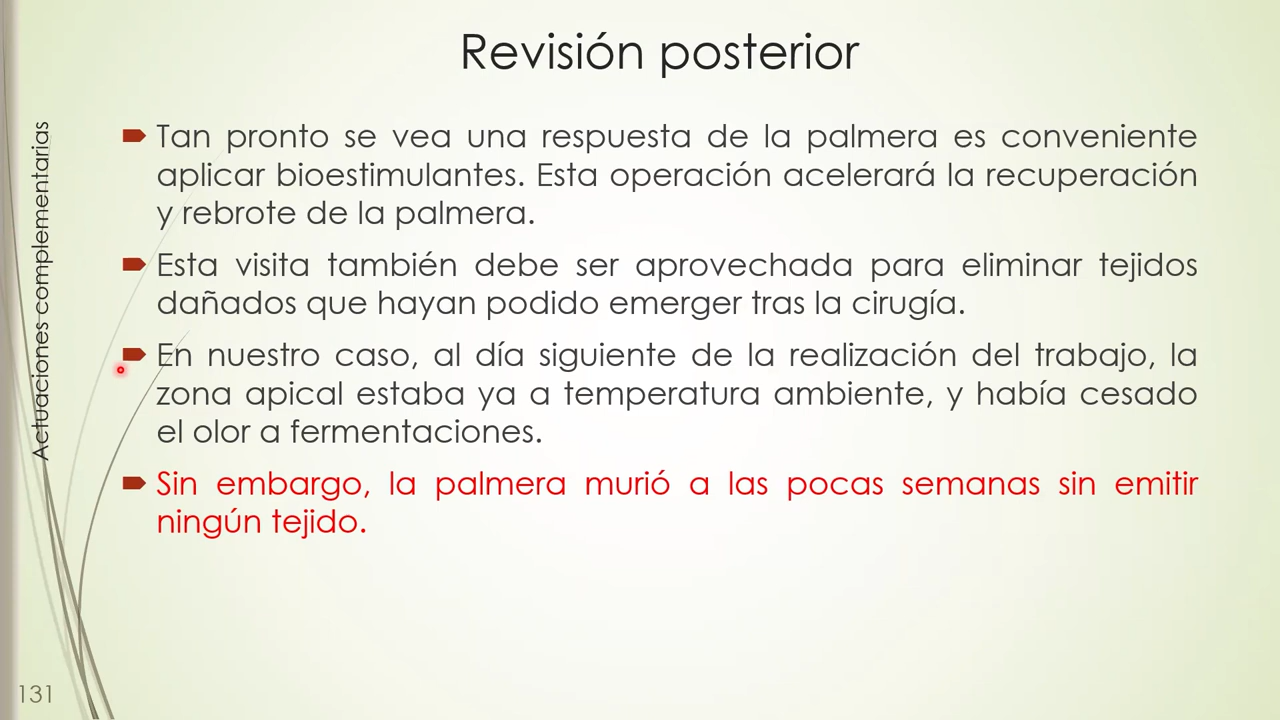 Revisión posterior
Actuaciones complementarias
Tan pronto se vea una respuesta de la palmera es conveniente
aplicar bioestimulantes. Esta operación acelerará la recuperación
y rebrote de la palmera.
Esta visita también debe ser aprovechada para eliminar tejidos
dañados que hayan podido emerger tras la cirugía.
En nuestro caso, al día siguiente de la realización del trabajo, la
zona apical estaba ya a temperatura ambiente, y había cesado
el olor a fermentaciones.
Sin embargo, la palmera murió a las pocas semanas sin emitir
ningún tejido.
131